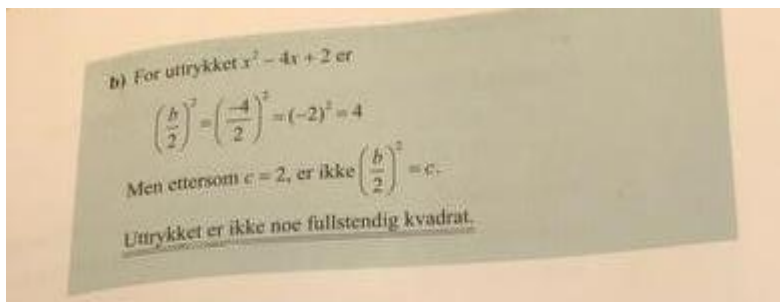 b) For uttrykket x² − 4x + 2 er
(b/2)² = (−4/2)² = (−2)² = 4
Men ettersom c = 2, er ikke (b/2)² = c.
Uttrykket er ikke noe fullstendig kvadrat.